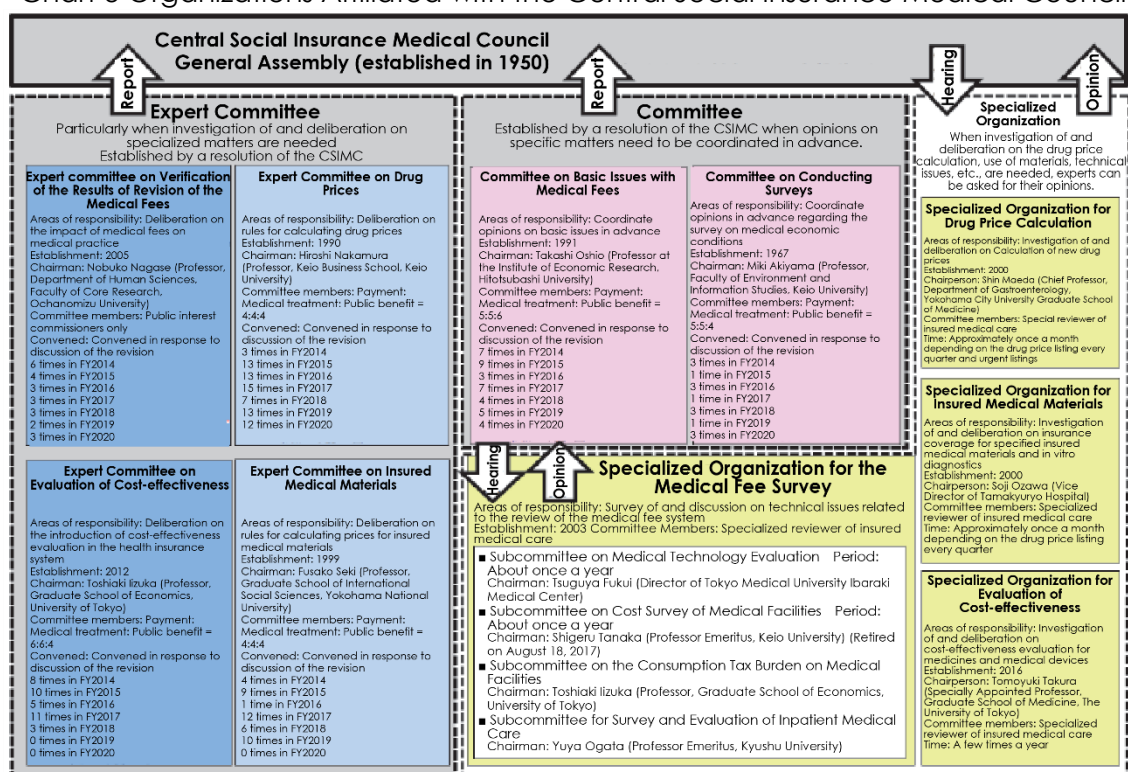 Chart 6 Organizations Affiliated with the Central Social Insurance Medical Council
Central Social Insurance Medical Council
General Assembly (established in 1950)
Report
Report
Hearing
Opinion
Expert Committee
Particularly when investigation of and deliberation on
specialized matters are needed
Established by a resolution of the CSIMC
Expert committee on Verification
of the Results of Revision of the
Medical Fees
Areas of responsibility: Deliberation on
the impact of medical fees on
medical practice
Establishment: 2005
Chairman: Nobuko Nagase (Professor,
Department of Human Sciences,
Faculty of Core Research,
Ochanomizu University)
Committee members: Public interest
commissioners only
Convened: Convened in response to
discussion of the revision
6 times in FY2014
4 times in FY2015
3 times in FY2016
3 times in FY2017
3 times in FY2018
2 times in FY2019
3 times in FY2020
Expert Committee on Drug
Prices
Areas of responsibility: Deliberation on
rules for calculating drug prices
Establishment: 1990
Chairman: Hiroshi Nakamura
(Professor, Keio Business School, Keio
University)
Committee members: Payment:
Medical treatment: Public benefit =
4:4:4
Convened: Convened in response to
discussion of the revision
3 times in FY2014
13 times in FY2015
13 times in FY2016
15 times in FY2017
7 times in FY2018
13 times in FY2019
12 times in FY2020
Expert Committee on
Evaluation of Cost-effectiveness
Areas of responsibility: Deliberation on
the introduction of cost-effectiveness
evaluation in the health insurance
system
Establishment: 2012
Chairman: Toshiaki Iizuka (Professor,
Graduate School of Economics,
University of Tokyo)
Committee members: Payment:
Medical treatment: Public benefit =
6:6:4
Convened: Convened in response to
discussion of the revision
8 times in FY2014
10 times in FY2015
5 times in FY2016
11 times in FY2017
3 times in FY2018
0 times in FY2019
0 times in FY2020
Expert Committee on Insured
Medical Materials
Areas of responsibility: Deliberation on
rules for calculating prices for insured
medical materials
Establishment: 1999
Chairman: Fusako Seki (Professor,
Graduate School of International
Social Sciences, Yokohama National
University)
Committee members: Payment:
Medical treatment: Public benefit =
4:4:4
Convened: Convened in response to
discussion of the revision
4 times in FY2014
9 times in FY2015
1 time in FY2016
12 times in FY2017
6 times in FY2018
10 times in FY2019
0 times in FY2020
Committee
Established by a resolution of the CSIMC when opinions on
specific matters need to be coordinated in advance.
Committee on Basic Issues with
Medical Fees
Areas of responsibility: Coordinate
opinions on basic issues in advance
Establishment: 1991
Chairman: Takashi Oshio (Professor at
the Institute of Economic Research,
Hitotsubashi University)
Committee members: Payment:
Medical treatment: Public benefit =
5:5:6
Convened: Convened in response to
discussion of the revision
7 times in FY2014
9 times in FY2015
3 times in FY2016
7 times in FY2017
4 times in FY2018
5 times in FY2019
4 times in FY2020
Committee on Conducting
Surveys
Areas of responsibility: Coordinate
opinions in advance regarding the
survey on medical economic
conditions
Establishment: 1967
Chairman: Miki Akiyama (Professor,
Faculty of Environment and
Information Studies, Keio University)
Committee members: Payment:
Medical treatment: Public benefit =
5:5:4
Convened: Convened in response to
discussion of the revision
3 times in FY2014
1 time in FY2015
3 times in FY2016
1 time in FY2017
3 times in FY2018
1 time in FY2019
3 times in FY2020
Hearing
Opinion
Specialized Organization for the
Medical Fee Survey
Areas of responsibility: Survey of and discussion on technical issues related
to the review of the medical fee system
Establishment: 2003 Committee Members: Specialized reviewer of insured
medical care
■ Subcommittee on Medical Technology Evaluation Period:
About once a year
Chairman: Tsuguya Fukui (Director of Tokyo Medical University Ibaraki
Medical Center)
■ Subcommittee on Cost Survey of Medical Facilities Period:
About once a year
Chairman: Shigeru Tanaka (Professor Emeritus, Keio University) (Retired
on August 18, 2017)
■ Subcommittee on the Consumption Tax Burden on Medical
Facilities
Chairman: Toshiaki Iizuka (Professor, Graduate School of Economics,
University of Tokyo)
■ Subcommittee for Survey and Evaluation of Inpatient Medical
Care
Chairman: Yuya Ogata (Professor Emeritus, Kyushu University)
Specialized
Organization
When investigation of and
deliberation on the drug price
calculation, use of materials, technical
issues, etc., are needed, experts can
be asked for their opinions.
Specialized Organization for
Drug Price Calculation
Areas of responsibility: Investigation of and
deliberation on Calculation of new drug
prices
Establishment: 2000
Chairperson: Shin Maeda (Chief Professor,
Department of Gastroenterology,
Yokohama City University Graduate School
of Medicine)
Committee members: Special reviewer of
insured medical care
Time: Approximately once a month
depending on the drug price listing every
quarter and urgent listings
Specialized Organization for
Insured Medical Materials
Areas of responsibility: Investigation
of and deliberation on insurance
coverage for specified insured
medical materials and in vitro
diagnostics
Establishment: 2000
Chairperson: Soji Ozawa (Vice
Director of Tamakyuryo Hospital)
Committee members: Specialized
reviewer of insured medical care
Time: Approximately once a month
depending on the drug price listing
every quarter
Specialized Organization for
Evaluation of
Cost-effectiveness
Areas of responsibility: Investigation
of and deliberation on
cost-effectiveness evaluation for
medicines and medical devices
Establishment: 2016
Chairperson: Tomoyuki Takura
(Specially Appointed Professor,
Graduate School of Medicine, The
University of Tokyo)
Committee members: Specialized
reviewer of insured medical care
Time: A few times a year